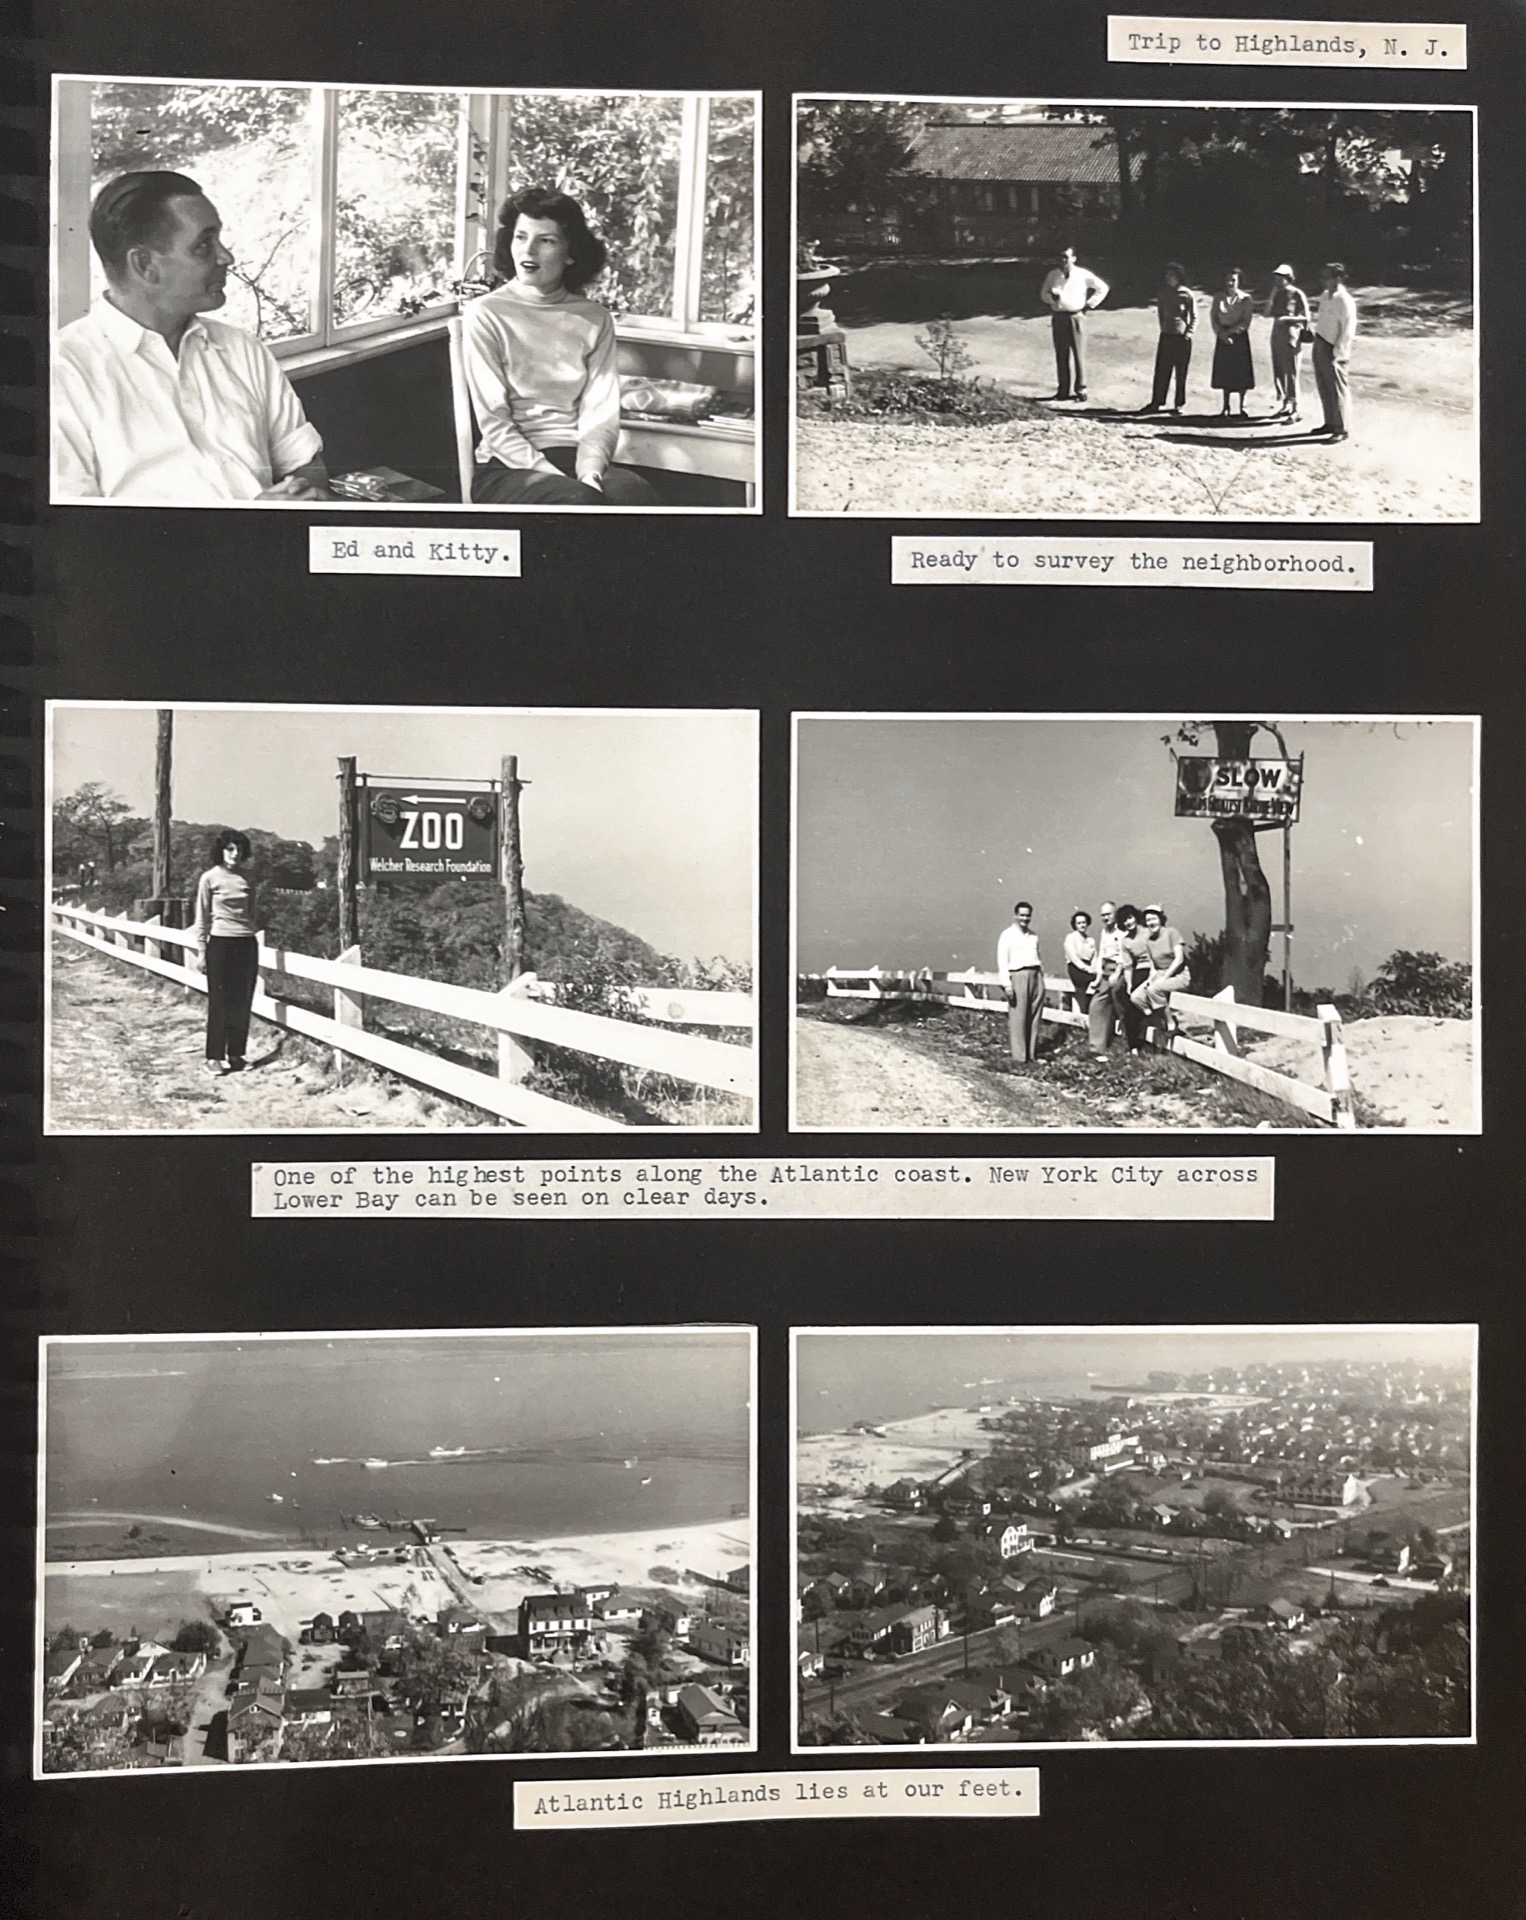 Trip to Highlands, N. J.
Ed and Kitty.
Ready to survey the neighborhood.
ZOO
Welcher Research Foundation
SLOW
One of the highest points along the Atlantic coast. New York City across
Lower Bay can be seen on clear days.
Atlantic Highlands lies at our feet.